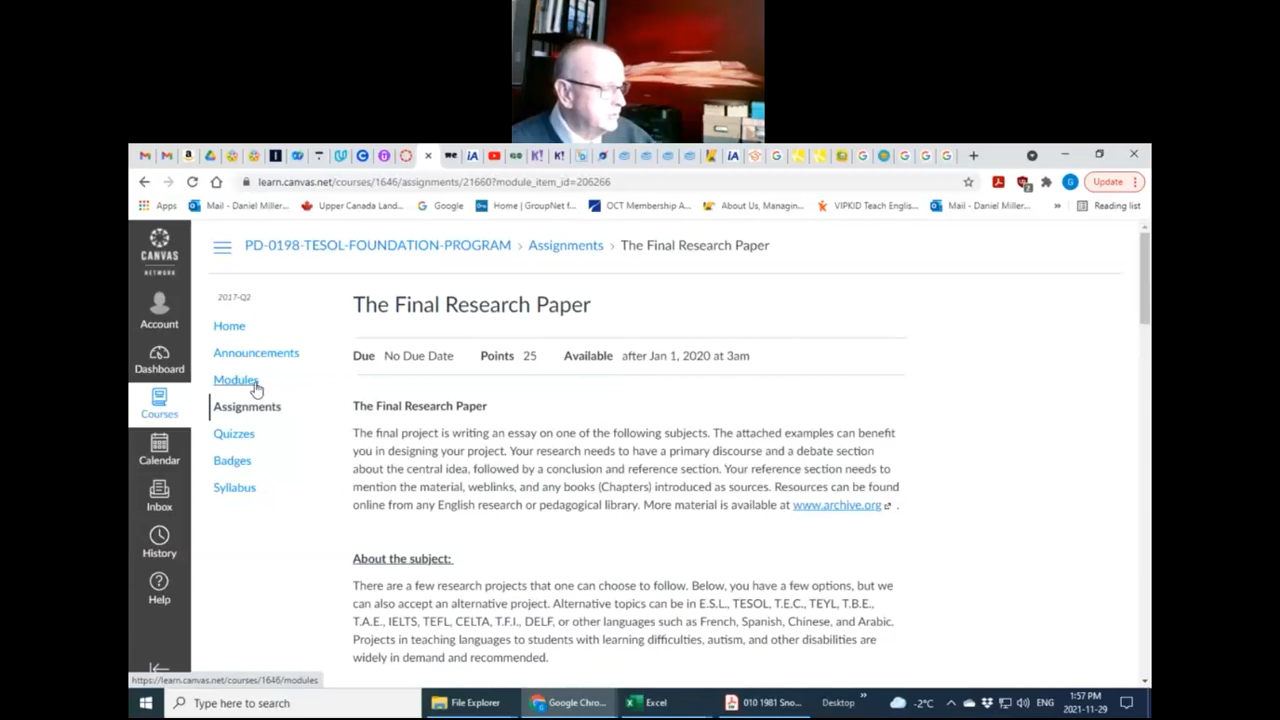 learn.canvas.net/courses/1646/assignments/21660?module_item_id=206266
Update
Apps
Mail - Daniel Miller...
Upper Canada Land...
Google
Home | GroupNet f...
OCT Membership A...
About Us, Managin...
VIPKID Teach Englis...
Mail - Daniel Miller...
»
Reading list
CANVAS
NETWORK
Account
Dashboard
Courses
Calendar
Inbox
History
Help
PD-0198-TESOL-FOUNDATION-PROGRAM > Assignments > The Final Research Paper
2017-Q2
Home
Announcements
Modules
Assignments
Quizzes
Badges
Syllabus
The Final Research Paper
Due No Due Date Points 25 Available after Jan 1, 2020 at 3am
The Final Research Paper
The final project is writing an essay on one of the following subjects. The attached examples can benefit
you in designing your project. Your research needs to have a primary discourse and a debate section
about the central idea, followed by a conclusion and reference section. Your reference section needs to
mention the material, weblinks, and any books (Chapters) introduced as sources. Resources can be found
online from any English research or pedagogical library. More material is available at www.archive.org .
About the subject:
There are a few research projects that one can choose to follow. Below, you have a few options, but we
can also accept an alternative project. Alternative topics can be in E.S.L., TESOL, T.E.C., TEYL, T.B.E.,
T.A.E., IELTS, TEFL, CELTA, T.F.I., DELF, or other languages such as French, Spanish, Chinese, and Arabic.
Projects in teaching languages to students with learning difficulties, autism, and other disabilities are
widely in demand and recommended.
https://learn.canvas.net/courses/1646/modules
Type here to search
File Explorer
Google Chro...
Excel
010 1981 Sno...
Desktop
»
-2°C
ENG
1:57 PM
2021-11-29